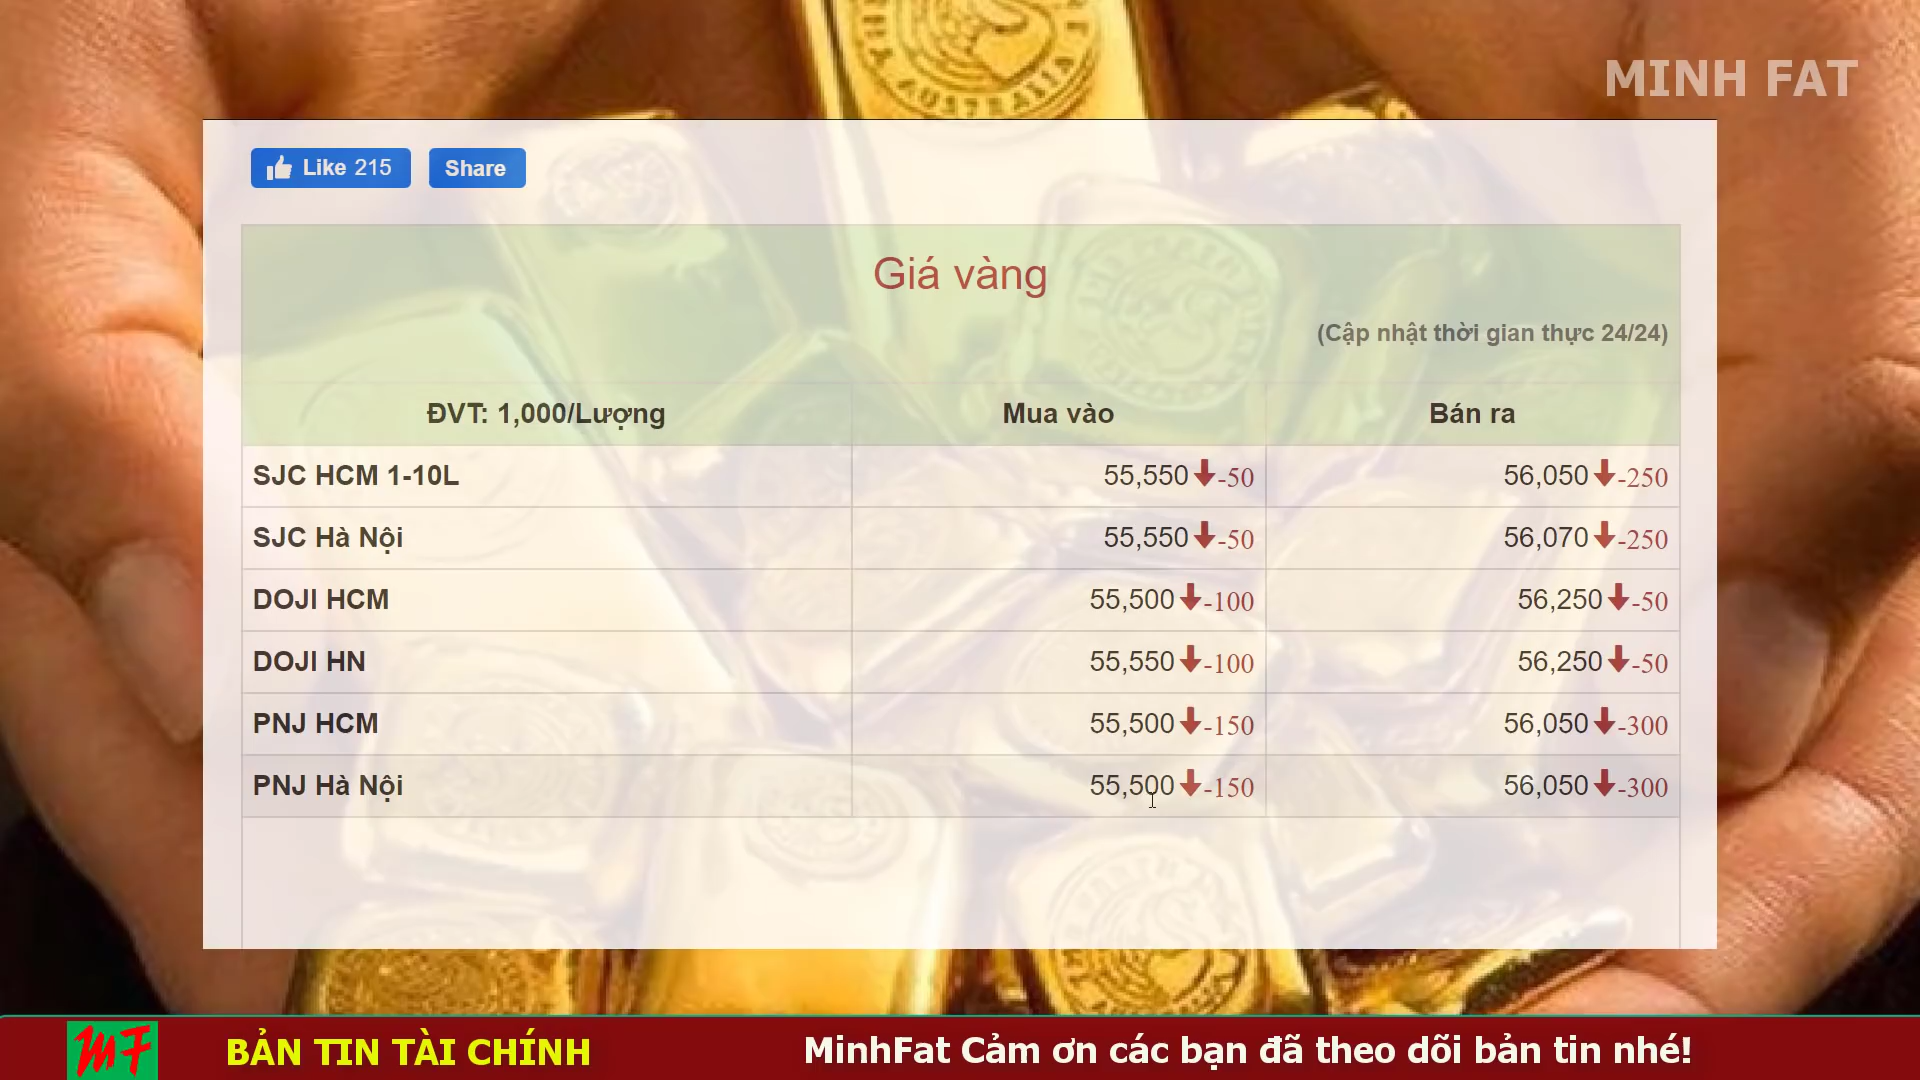 MINH FAT
Like 215 Share
Giá vàng
(Cập nhật thời gian thực 24/24)
ĐVT: 1,000/Lượng Mua vào Bán ra
SJC HCM 1-10L 55,550 -50 56,050 -250
SJC Hà Nội 55,550 -50 56,070 -250
DOJI HCM 55,500 -100 56,250 -50
DOJI HN 55,550 -100 56,250 -50
PNJ HCM 55,500 -150 56,050 -300
PNJ Hà Nội 55,500 -150 56,050 -300
MF BẢN TIN TÀI CHÍNH MinhFat Cảm ơn các bạn đã theo dõi bản tin nhé!